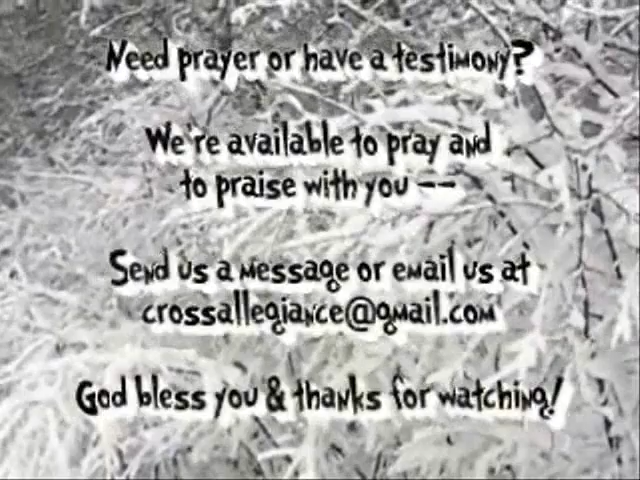 Need prayer or have a testimony?
We're available to pray and
to praise with you --
Send us a message or email us at
crossallegiance@gmail.com
God bless you & thanks for watching!